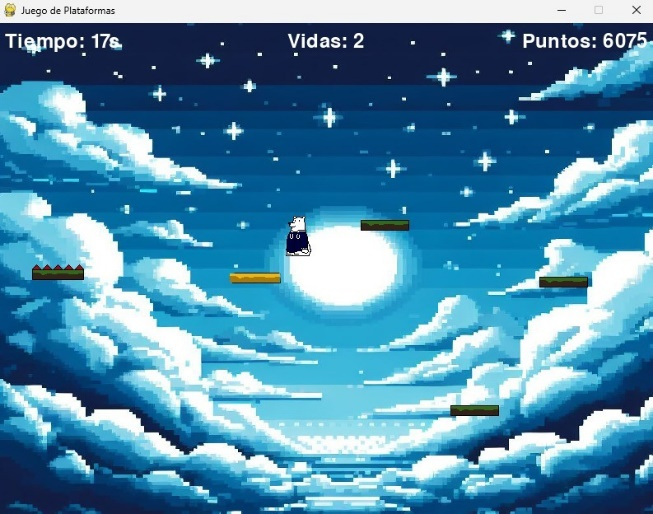 Juego de Plataformas
Tiempo: 17s Vidas: 2 Puntos: 6075